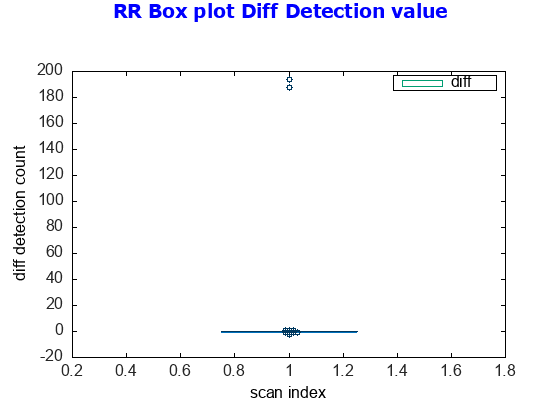 RR Box plot Diff Detection value
diff
200
180
160
140
120
100
80
60
40
20
0
-20
diff detection count
0.2 0.4 0.6 0.8 1 1.2 1.4 1.6 1.8
scan index